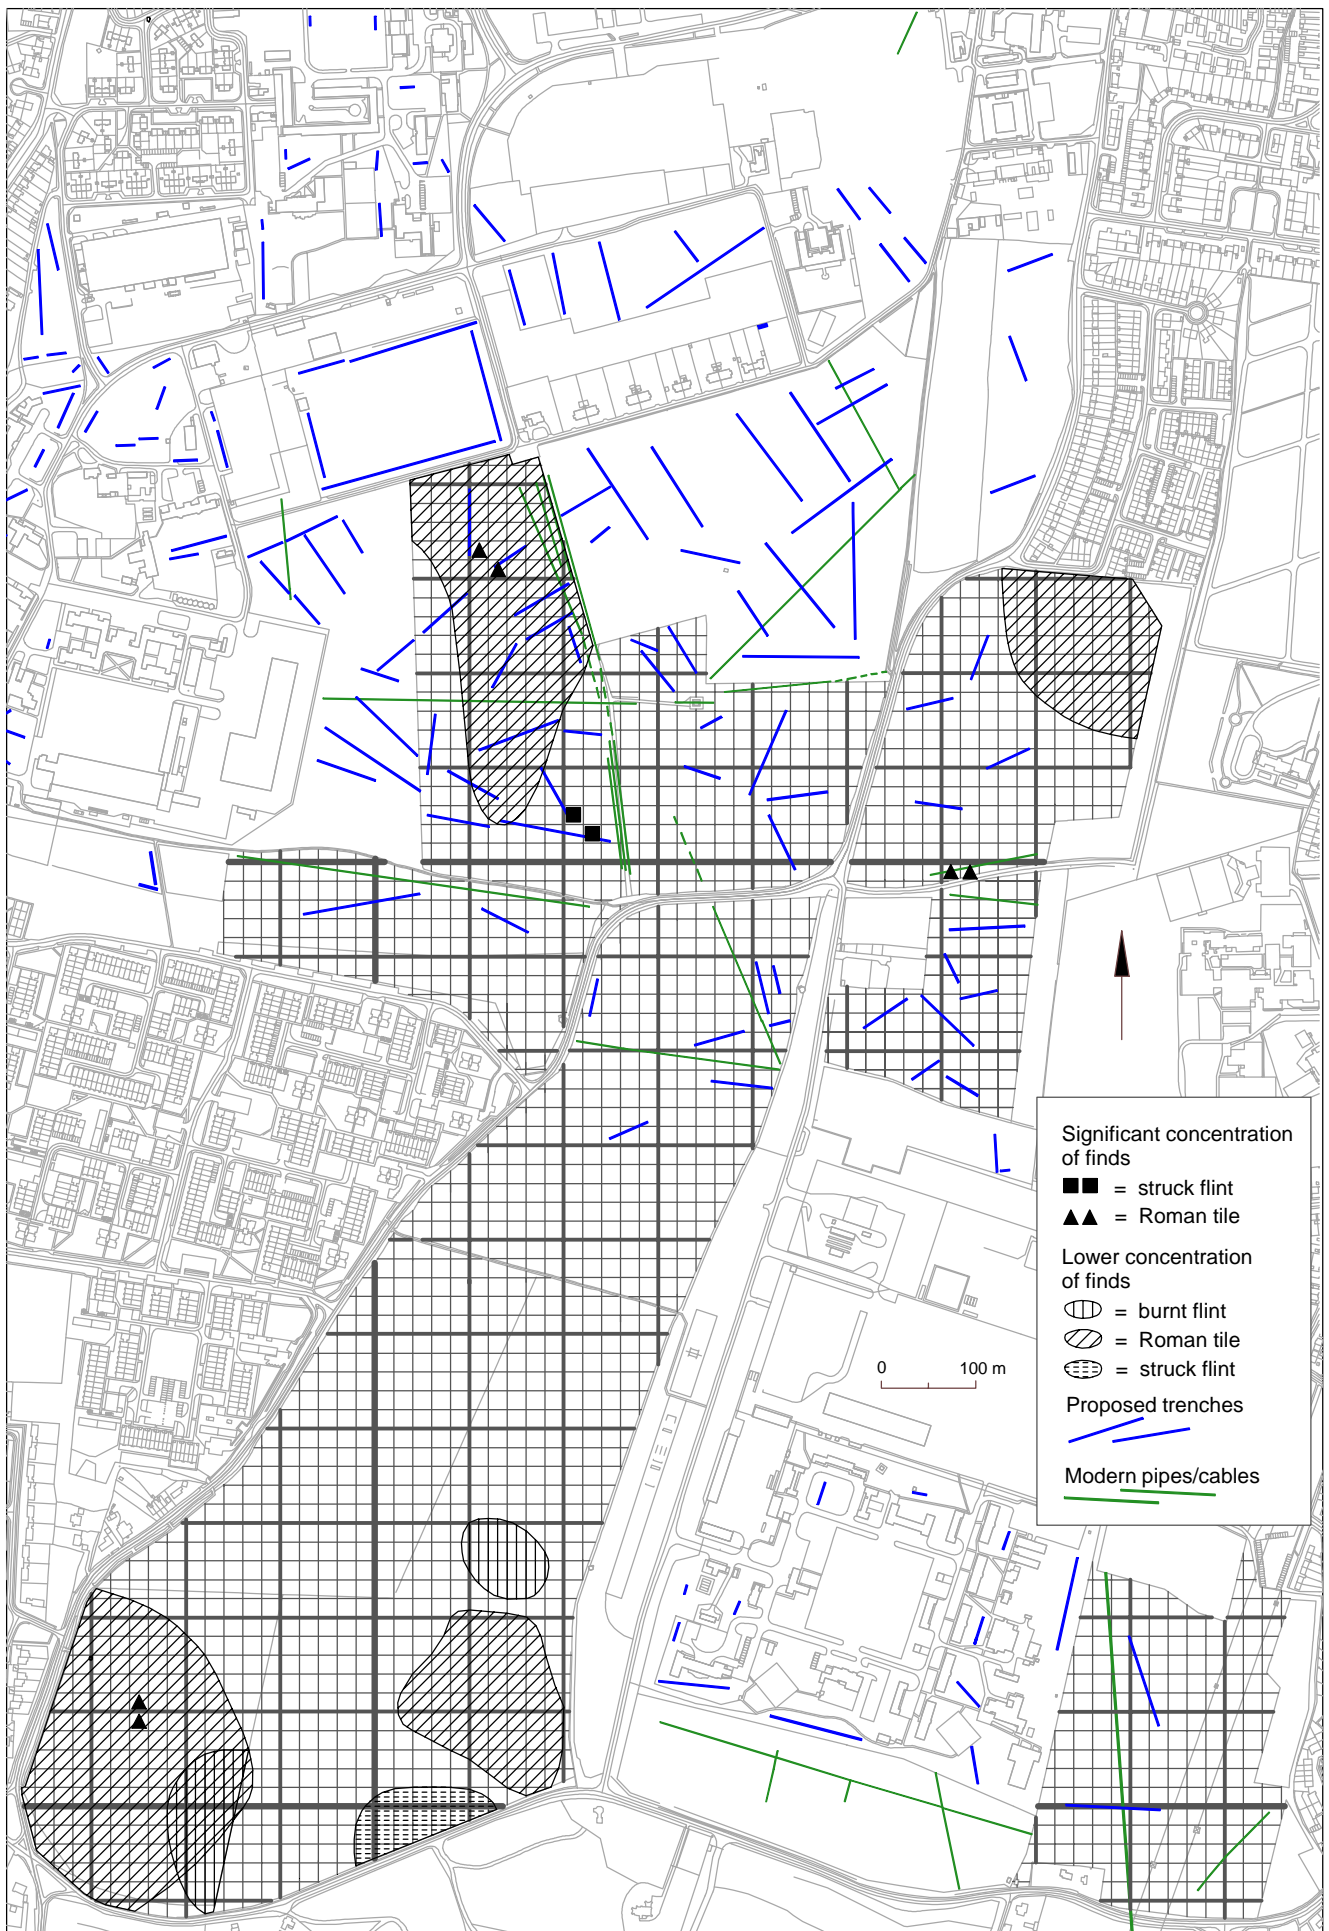 Significant concentration
of finds
= struck flint
= Roman tile
Lower concentration
of finds
= burnt flint
= Roman tile
= struck flint
Proposed trenches
Modern pipes/cables
0 100 m